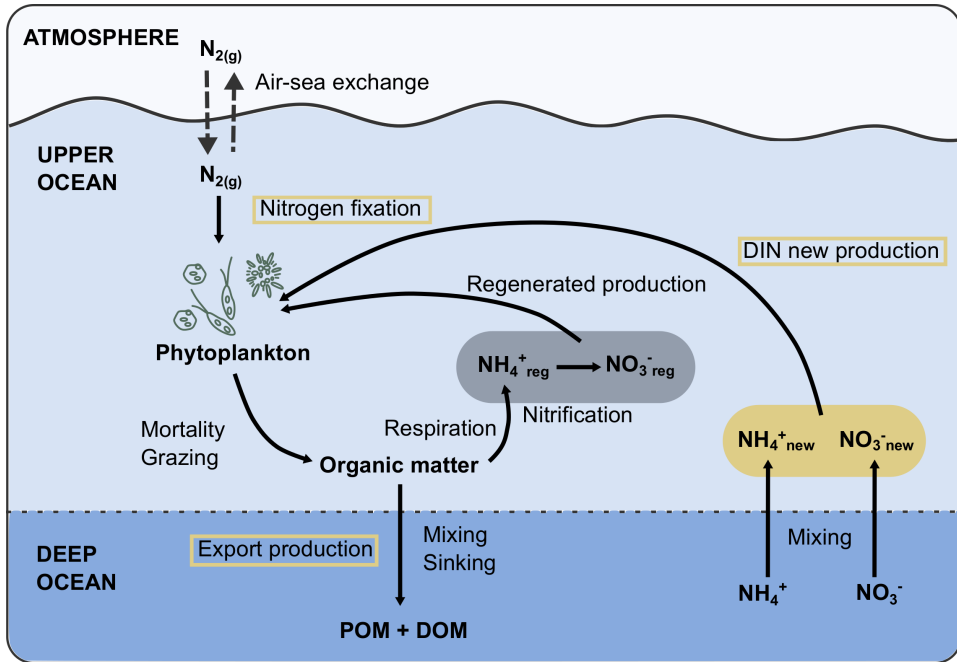 ATMOSPHERE
N2(g)
Air-sea exchange
UPPER
OCEAN
N2(g)
Nitrogen fixation
DIN new production
Regenerated production
Phytoplankton
NH4+reg
NO3-reg
Nitrification
Mortality
Grazing
Respiration
Organic matter
NH4+new
NO3-new
Export production
Mixing
Sinking
Mixing
DEEP
OCEAN
NH4+
NO3-
POM + DOM